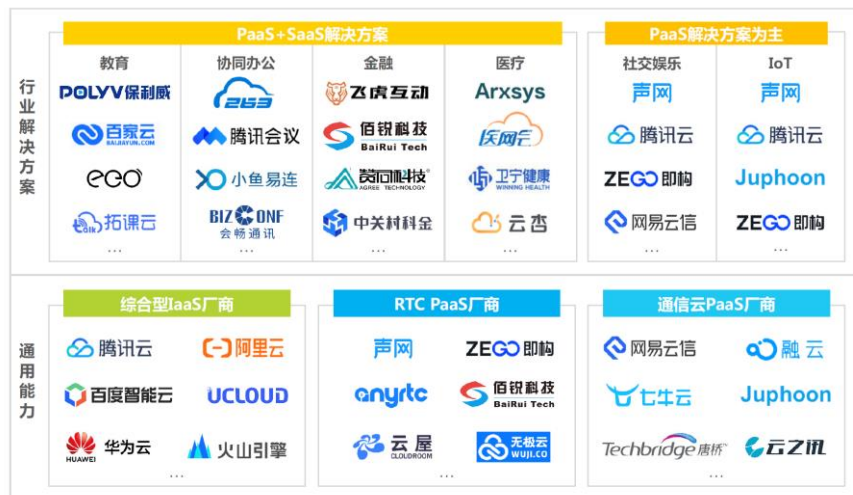 PaaS+SaaS解决方案
PaaS解决方案为主
行业解决方案
教育
协同办公
金融
医疗
社交娱乐
IoT
POLYV保利威
263
飞虎互动
Arxsys
声网
声网
百家云
BAIJIAYUN.COM
腾讯会议
佰锐科技
BaiRui Tech
医网云
腾讯云
腾讯云
eeo
小鱼易连
赞同科技
AGREE TECHNOLOGY
卫宁健康
WINNING HEALTH
ZEGO即构
Juphoon
talk
拓课云
BIZCONF
会畅通讯
中关村科金
云杏
网易云信
ZEGO即构
…
…
…
…
…
…
通用能力
综合型IaaS厂商
RTC PaaS厂商
通信云PaaS厂商
腾讯云
阿里云
声网
ZEGO即构
网易云信
融云
百度智能云
UCLOUD
anyrtc
佰锐科技
BaiRui Tech
七牛云
Juphoon
HUAWEI
华为云
火山引擎
云屋
CLOUDROOM
无极云
WUJI.CO
Techbridge唐桥
云之讯
…
…
…